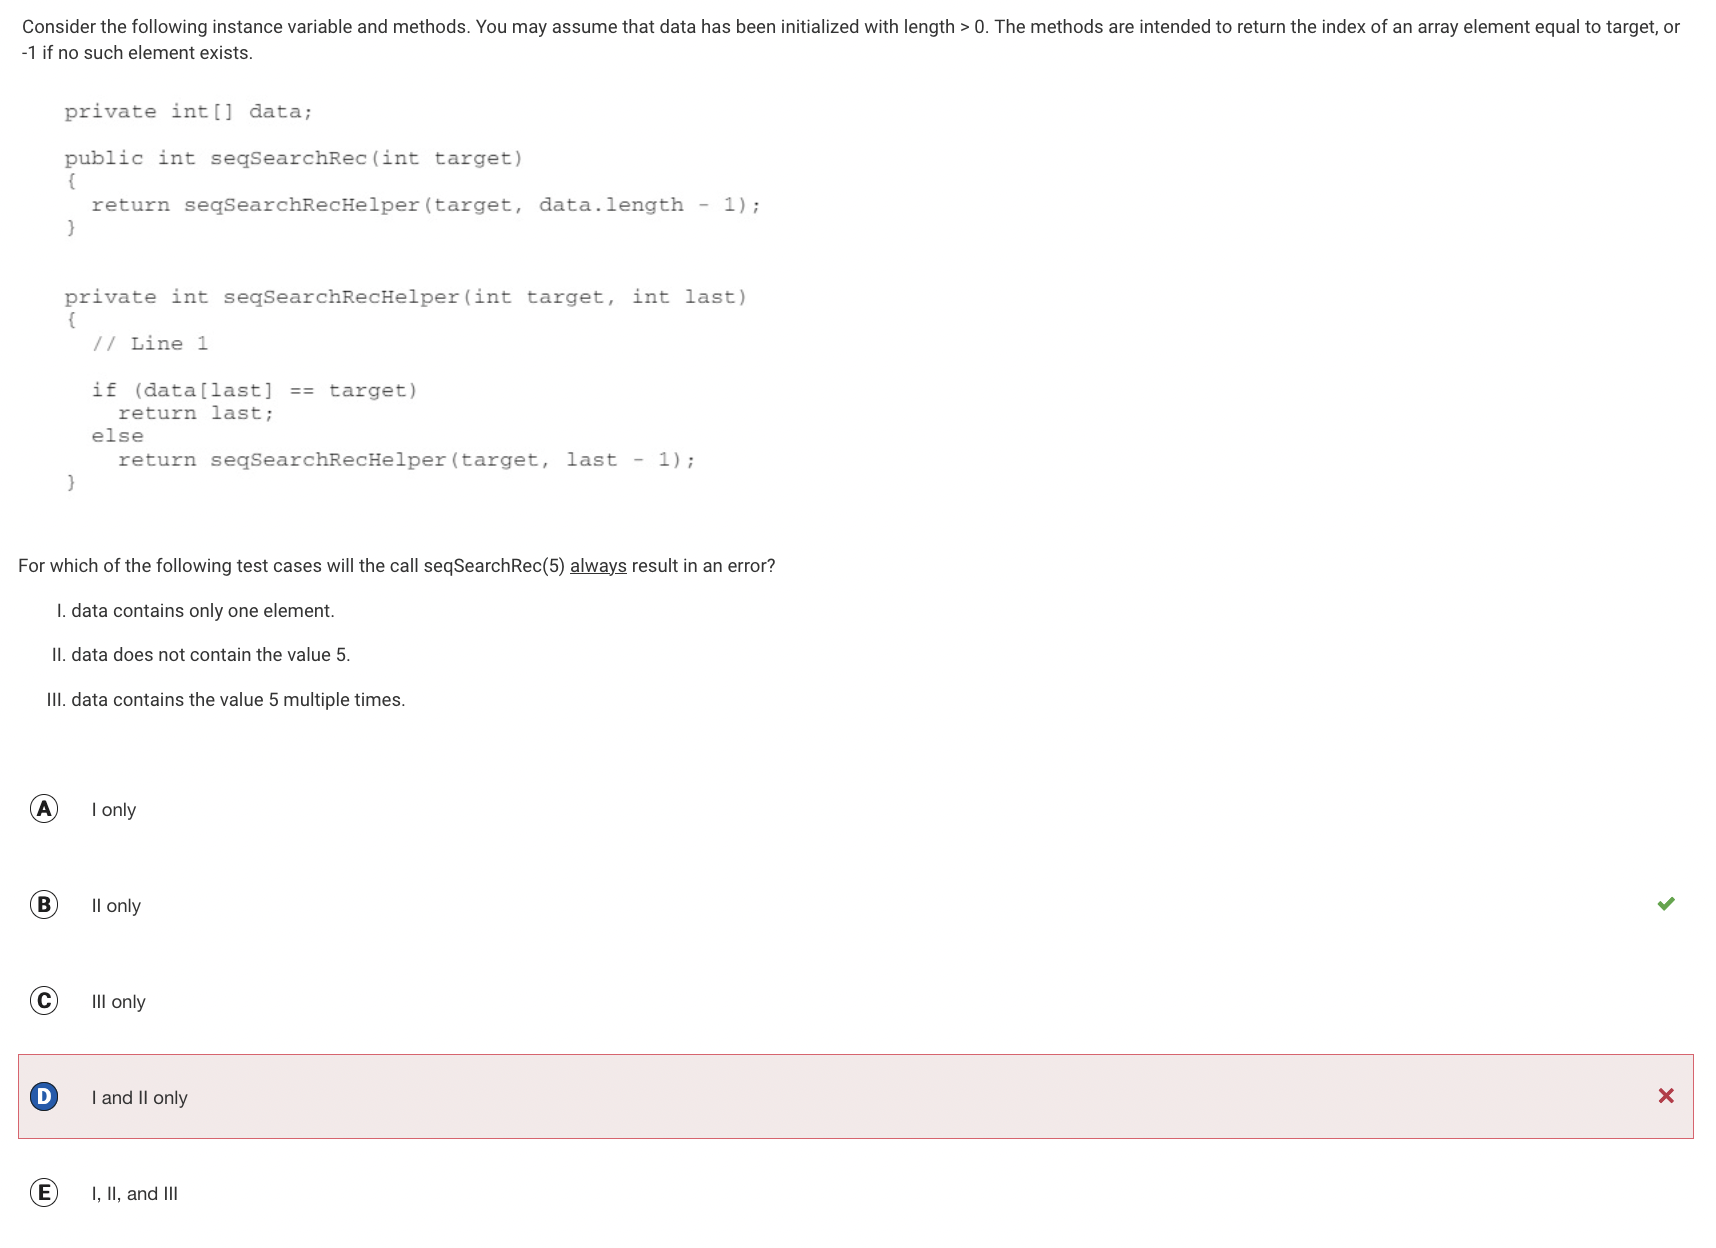 Consider the following instance variable and methods. You may assume that data has been initialized with length > 0. The methods are intended to return the index of an array element equal to target, or
-1 if no such element exists.
private int[] data;
public int seqSearchRec(int target)
{
return seqSearchRecHelper(target, data.length - 1);
}
private int seqSearchRecHelper(int target, int last)
{
// Line 1
if (data[last] == target)
return last;
else
return seqSearchRecHelper(target, last - 1);
}
For which of the following test cases will the call seqSearchRec(5) always result in an error?
I. data contains only one element.
II. data does not contain the value 5.
III. data contains the value 5 multiple times.
A I only
B II only
C III only
D I and II only
E I, II, and III